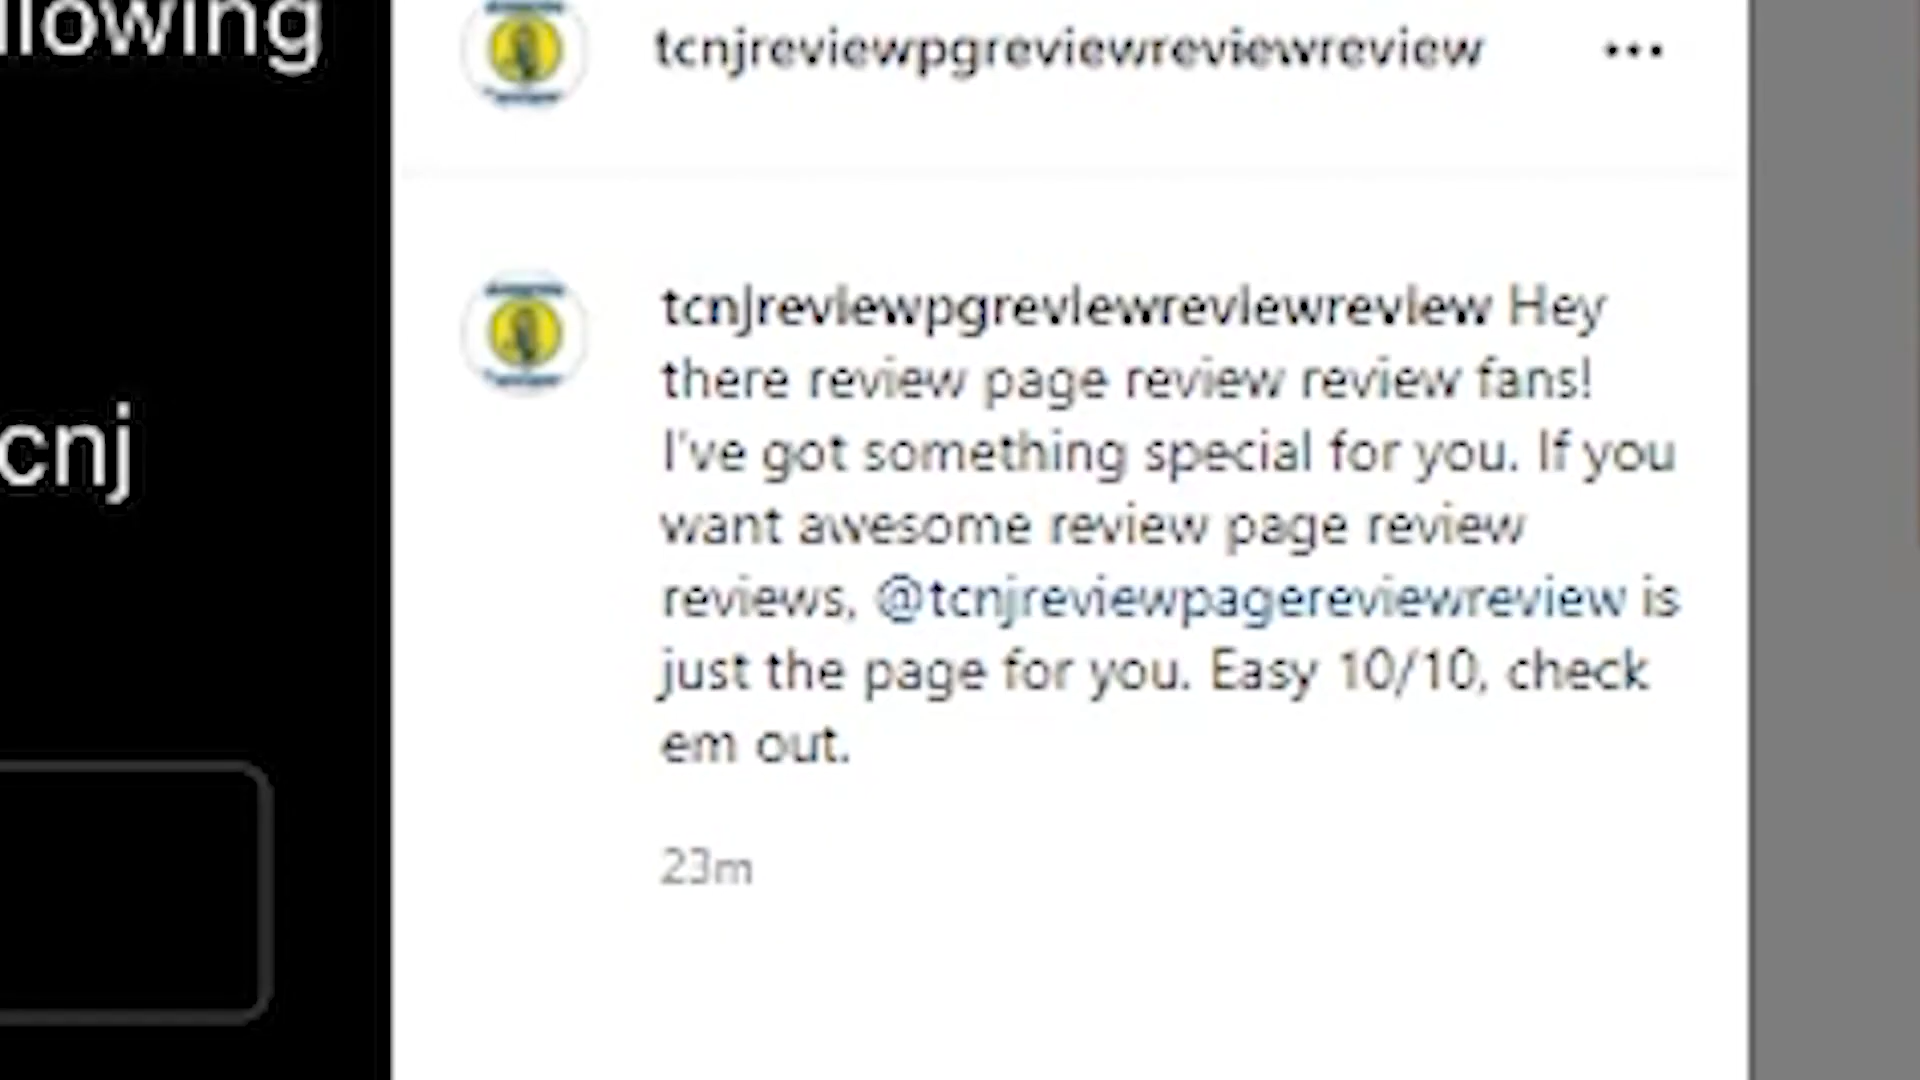 llowing
cnj
tcnjreviewpgreviewreviewreview
tcnjreviewpgreviewreviewreview Hey
there review page review review fans!
I've got something special for you. If you
want awesome review page review
reviews, @tcnjreviewpagereviewreview is
just the page for you. Easy 10/10, check
em out.
23m